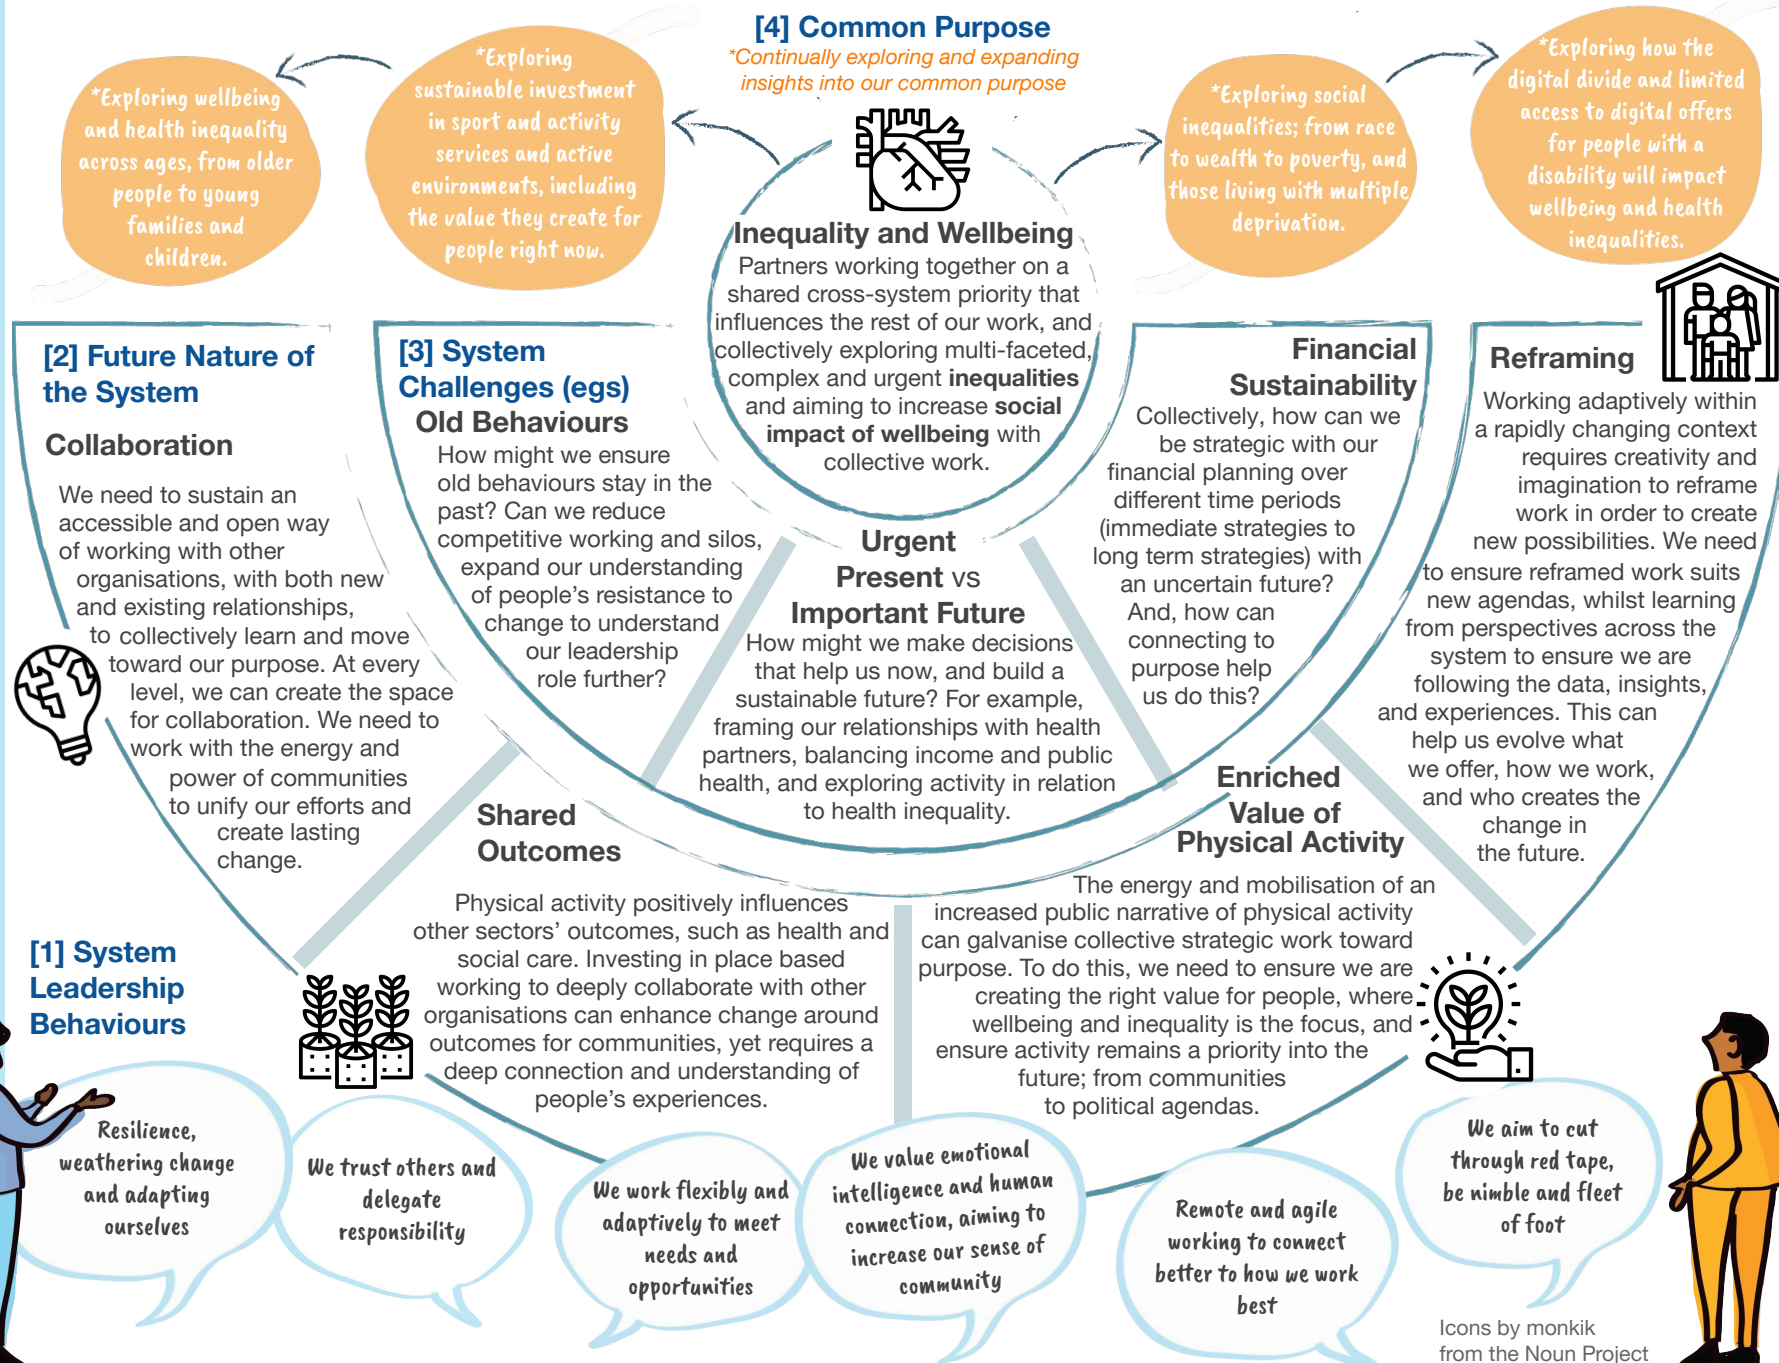 [4] Common Purpose
*Continually exploring and expanding
insights into our common purpose
*Exploring wellbeing
and health inequality
across ages, from older
people to young
families and
children.
*Exploring
sustainable investment
in sport and activity
services and active
environments, including
the value they create for
people right now.
*Exploring social
inequalities; from race
to wealth to poverty, and
those living with multiple
deprivation.
*Exploring how the
digital divide and limited
access to digital offers
for people with a
disability will impact
wellbeing and health
inequalities.
Inequality and Wellbeing
Partners working together on a
shared cross-system priority that
influences the rest of our work, and
collectively exploring multi-faceted,
complex and urgent inequalities
and aiming to increase social
impact of wellbeing with
collective work.
[2] Future Nature of
the System
Collaboration
We need to sustain an
accessible and open way
of working with other
organisations, with both new
and existing relationships,
to collectively learn and move
toward our purpose. At every
level, we can create the space
for collaboration. We need to
work with the energy and
power of communities
to unify our efforts and
create lasting
change.
[3] System
Challenges (egs)
Old Behaviours
How might we ensure
old behaviours stay in the
past? Can we reduce
competitive working and silos,
expand our understanding
of people's resistance to
change to understand
our leadership
role further?
Urgent
Present vs
Important Future
How might we make decisions
that help us now, and build a
sustainable future? For example,
framing our relationships with health
partners, balancing income and public
health, and exploring activity in relation
to health inequality.
Financial
Sustainability
Collectively, how can we
be strategic with our
financial planning over
different time periods
(immediate strategies to
long term strategies) with
an uncertain future?
And, how can
connecting to
purpose help
us do this?
Reframing
Working adaptively within
a rapidly changing context
requires creativity and
imagination to reframe
work in order to create
new possibilities. We need
to ensure reframed work suits
new agendas, whilst learning
from perspectives across the
system to ensure we are
following the data, insights,
and experiences. This can
help us evolve what
we offer, how we work,
and who creates the
change in
the future.
Shared
Outcomes
Physical activity positively influences
other sectors' outcomes, such as health and
social care. Investing in place based
working to deeply collaborate with other
organisations can enhance change around
outcomes for communities, yet requires a
deep connection and understanding of
people's experiences.
Enriched
Value of
Physical Activity
The energy and mobilisation of an
increased public narrative of physical activity
can galvanise collective strategic work toward
purpose. To do this, we need to ensure we are
creating the right value for people, where
wellbeing and inequality is the focus, and
ensure activity remains a priority into the
future; from communities
to political agendas.
[1] System
Leadership
Behaviours
Resilience,
weathering change
and adapting
ourselves
We trust others and
delegate
responsibility
We work flexibly and
adaptively to meet
needs and
opportunities
We value emotional
intelligence and human
connection, aiming to
increase our sense of
community
Remote and agile
working to connect
better to how we work
best
We aim to cut
through red tape,
be nimble and fleet
of foot
Icons by monkik
from the Noun Project